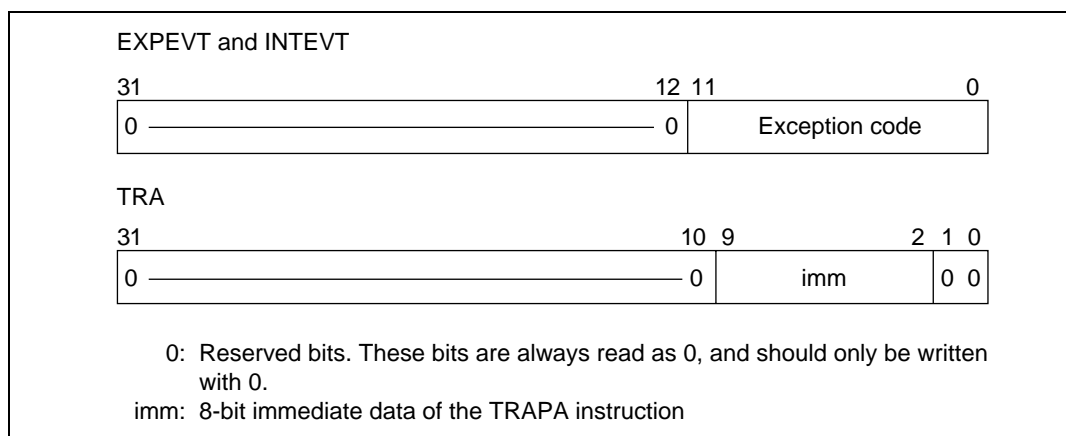 EXPEVT and INTEVT
31 12 11 0
0 0 Exception code
TRA
31 10 9 2 1 0
0 0 imm 0 0
0: Reserved bits. These bits are always read as 0, and should only be written
with 0.
imm: 8-bit immediate data of the TRAPA instruction